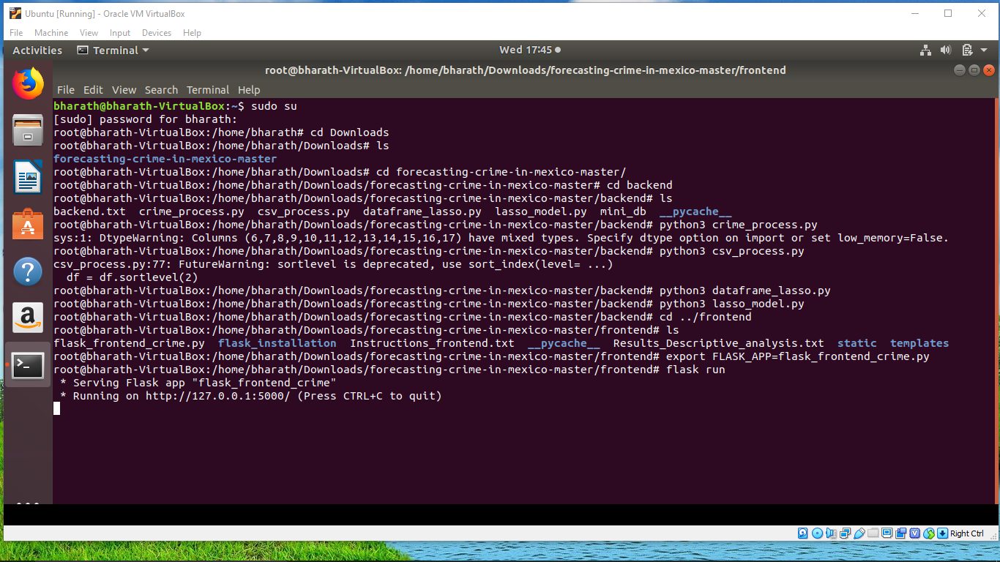 Ubuntu [Running] - Oracle VM VirtualBox
File Machine View Input Devices Help
Activities Terminal Wed 17:45
root@bharath-VirtualBox: /home/bharath/Downloads/forecasting-crime-in-mexico-master/frontend
File Edit View Search Terminal Help
bharath@bharath-VirtualBox:~$ sudo su
[sudo] password for bharath:
root@bharath-VirtualBox:/home/bharath# cd Downloads
root@bharath-VirtualBox:/home/bharath/Downloads# ls
forecasting-crime-in-mexico-master
root@bharath-VirtualBox:/home/bharath/Downloads# cd forecasting-crime-in-mexico-master/
root@bharath-VirtualBox:/home/bharath/Downloads/forecasting-crime-in-mexico-master# cd backend
root@bharath-VirtualBox:/home/bharath/Downloads/forecasting-crime-in-mexico-master/backend# ls
backend.txt crime_process.py csv_process.py dataframe_lasso.py lasso_model.py mini_db __pycache__
root@bharath-VirtualBox:/home/bharath/Downloads/forecasting-crime-in-mexico-master/backend# python3 crime_process.py
sys:1: DtypeWarning: Columns (6,7,8,9,10,11,12,13,14,15,16,17) have mixed types. Specify dtype option on import or set low_memory=False.
root@bharath-VirtualBox:/home/bharath/Downloads/forecasting-crime-in-mexico-master/backend# python3 csv_process.py
csv_process.py:77: FutureWarning: sortlevel is deprecated, use sort_index(level= ...)
df = df.sortlevel(2)
root@bharath-VirtualBox:/home/bharath/Downloads/forecasting-crime-in-mexico-master/backend# python3 dataframe_lasso.py
root@bharath-VirtualBox:/home/bharath/Downloads/forecasting-crime-in-mexico-master/backend# python3 lasso_model.py
root@bharath-VirtualBox:/home/bharath/Downloads/forecasting-crime-in-mexico-master/backend# cd ../frontend
root@bharath-VirtualBox:/home/bharath/Downloads/forecasting-crime-in-mexico-master/frontend# ls
flask_frontend_crime.py flask_installation Instructions_frontend.txt __pycache__ Results_Descriptive_analysis.txt static templates
root@bharath-VirtualBox:/home/bharath/Downloads/forecasting-crime-in-mexico-master/frontend# export FLASK_APP=flask_frontend_crime.py
root@bharath-VirtualBox:/home/bharath/Downloads/forecasting-crime-in-mexico-master/frontend# flask run
* Serving Flask app "flask_frontend_crime"
* Running on http://127.0.0.1:5000/ (Press CTRL+C to quit)
Right Ctrl